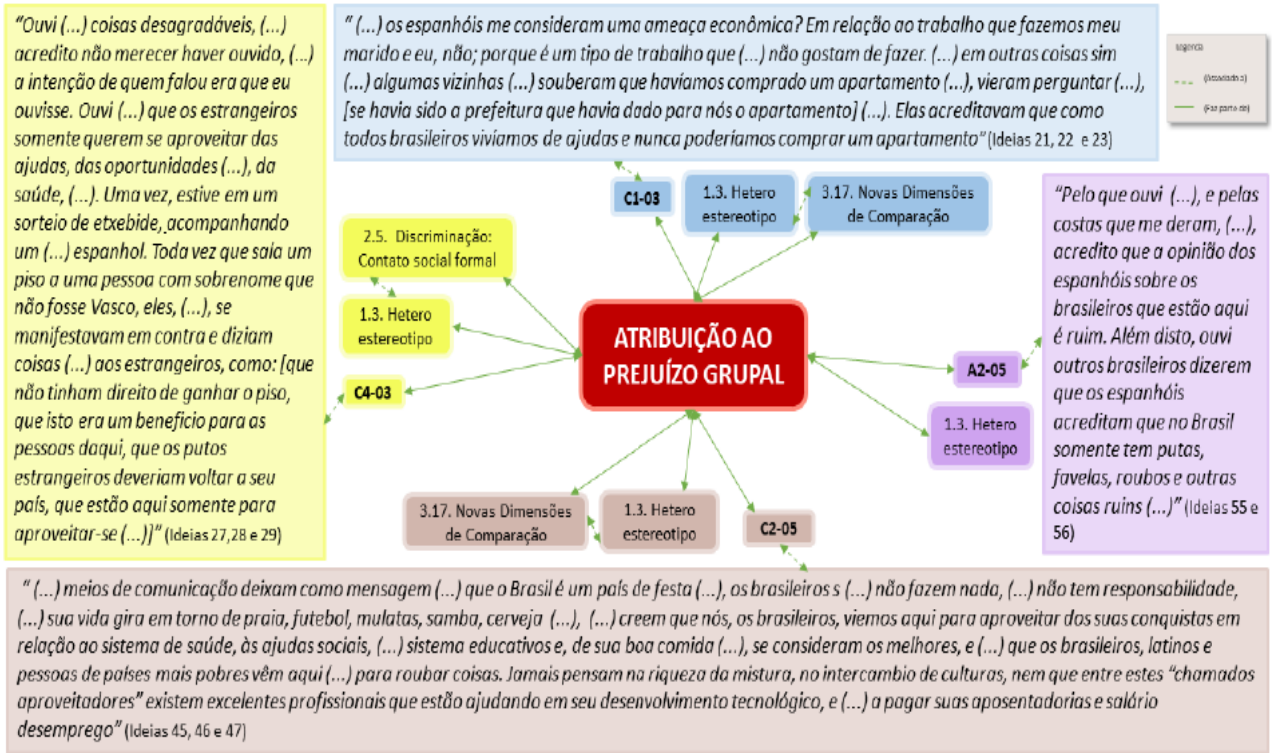 “Ouvi (...) coisas desagradáveis, (...)
acredito não merecer haver ouvido, (...)
a intenção de quem falou era que eu
ouvisse. Ouvi (...) que os estrangeiros
somente querem se aproveitar das
ajudas, das oportunidades (...), da
saúde, (...). Uma vez, estive em um
sorteio de etxebide, acompanhando
um (...) espanhol. Toda vez que saia um
piso a uma pessoa com sobrenome que
não fosse Vasco, eles, (...), se
manifestavam em contra e diziam
coisas (...) aos estrangeiros, como: [que
não tinham direito de ganhar o piso,
que isto era um beneficio para as
pessoas daqui, que os putos
estrangeiros deveriam voltar a seu
país, que estão aqui somente para
aproveitar-se (...)]” (Ideias 27,28 e 29)
“ (...) os espanhóis me consideram uma ameaça econômica? Em relação ao trabalho que fazemos meu
marido e eu, não; porque é um tipo de trabalho que (...) não gostam de fazer. (...) em outras coisas sim
(...) algumas vizinhas (...) souberam que havíamos comprado um apartamento (...), vieram perguntar (...),
[se havia sido a prefeitura que havia dado para nós o apartamento] (...). Elas acreditavam que como
todos brasileiros vivíamos de ajudas e nunca poderíamos comprar um apartamento” (Ideias 21, 22 e 23)
legenda
(Associado a)
(Faz parte de)
C1-03
1.3. Hetero
estereotipo
3.17. Novas Dimensões
de Comparação
2.5. Discriminação:
Contato social formal
1.3. Hetero
estereotipo
C4-03
ATRIBUIÇÃO AO
PREJUÍZO GRUPAL
A2-05
1.3. Hetero
estereotipo
“Pelo que ouvi (...), e pelas
costas que me deram, (...),
acredito que a opinião dos
espanhóis sobre os
brasileiros que estão aqui
é ruim. Além disto, ouvi
outros brasileiros dizerem
que os espanhóis
acreditam que no Brasil
somente tem putas,
favelas, roubos e outras
coisas ruins (...)” (Ideias 55 e
56)
3.17. Novas Dimensões
de Comparação
1.3. Hetero
estereotipo
C2-05
“ (...) meios de comunicação deixam como mensagem (...) que o Brasil é um país de festa (...), os brasileiros s (...) não fazem nada, (...) não tem responsabilidade,
(...) sua vida gira em torno de praia, futebol, mulatas, samba, cerveja (...), (...) creem que nós, os brasileiros, viemos aqui para aproveitar dos suas conquistas em
relação ao sistema de saúde, às ajudas sociais, (...) sistema educativos e, de sua boa comida (...), se consideram os melhores, e (...) que os brasileiros, latinos e
pessoas de países mais pobres vêm aqui (...) para roubar coisas. Jamais pensam na riqueza da mistura, no intercambio de culturas, nem que entre estes “chamados
aproveitadores” existem excelentes profissionais que estão ajudando em seu desenvolvimento tecnológico, e (...) a pagar suas aposentadorias e salário
desemprego” (Ideias 45, 46 e 47)